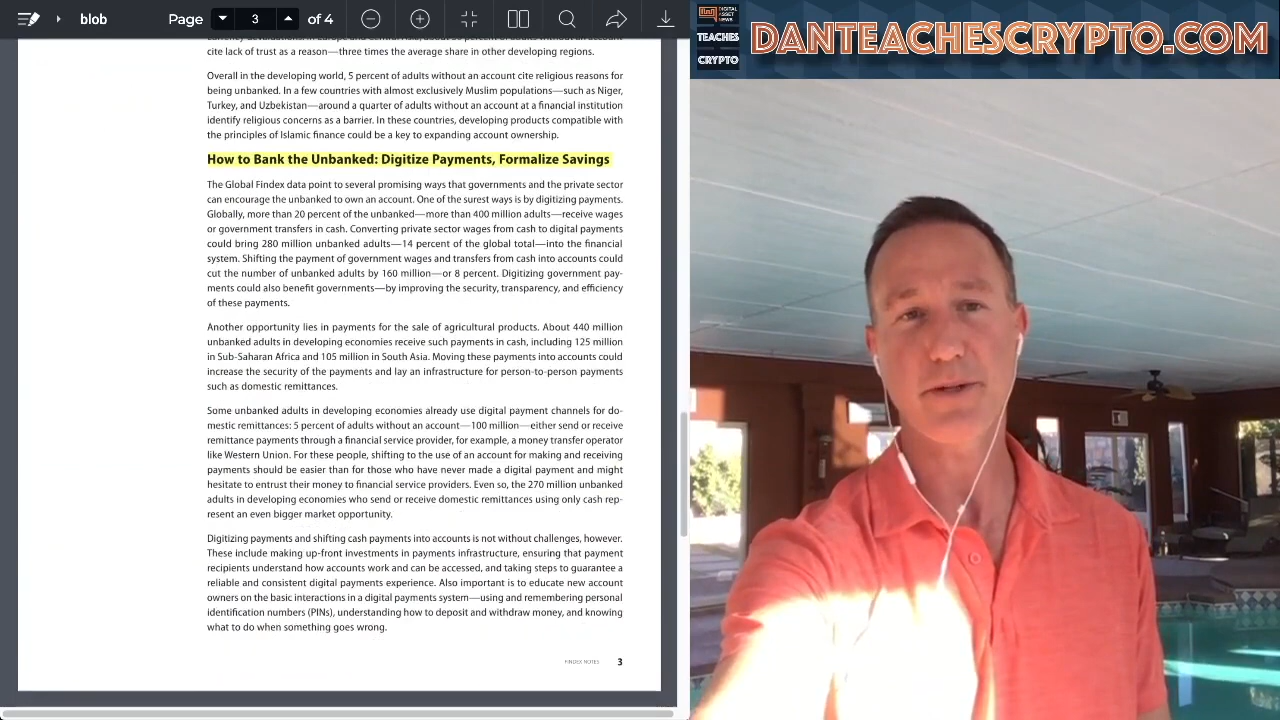 blob
Page 3 of 4
DIGITAL
ASSET
NEWS
TEACHES
CRYPTO
DANTEACHESCRYPTO.COM
cite lack of trust as a reason—three times the average share in other developing regions.
Overall in the developing world, 5 percent of adults without an account cite religious reasons for
being unbanked. In a few countries with almost exclusively Muslim populations—such as Niger,
Turkey, and Uzbekistan—around a quarter of adults without an account at a financial institution
identify religious concerns as a barrier. In these countries, developing products compatible with
the principles of Islamic finance could be a key to expanding account ownership.
How to Bank the Unbanked: Digitize Payments, Formalize Savings
The Global Findex data point to several promising ways that governments and the private sector
can encourage the unbanked to own an account. One of the surest ways is by digitizing payments.
Globally, more than 20 percent of the unbanked—more than 400 million adults—receive wages
or government transfers in cash. Converting private sector wages from cash to digital payments
could bring 280 million unbanked adults—14 percent of the global total—into the financial
system. Shifting the payment of government wages and transfers from cash into accounts could
cut the number of unbanked adults by 160 million—or 8 percent. Digitizing government pay-
ments could also benefit governments—by improving the security, transparency, and efficiency
of these payments.
Another opportunity lies in payments for the sale of agricultural products. About 440 million
unbanked adults in developing economies receive such payments in cash, including 125 million
in Sub-Saharan Africa and 105 million in South Asia. Moving these payments into accounts could
increase the security of the payments and lay an infrastructure for person-to-person payments
such as domestic remittances.
Some unbanked adults in developing economies already use digital payment channels for do-
mestic remittances: 5 percent of adults without an account—100 million—either send or receive
remittance payments through a financial service provider, for example, a money transfer operator
like Western Union. For these people, shifting to the use of an account for making and receiving
payments should be easier than for those who have never made a digital payment and might
hesitate to entrust their money to financial service providers. Even so, the 270 million unbanked
adults in developing economies who send or receive domestic remittances using only cash rep-
resent an even bigger market opportunity.
Digitizing payments and shifting cash payments into accounts is not without challenges, however.
These include making up-front investments in payments infrastructure, ensuring that payment
recipients understand how accounts work and can be accessed, and taking steps to guarantee a
reliable and consistent digital payments experience. Also important is to educate new account
owners on the basic interactions in a digital payments system—using and remembering personal
identification numbers (PINs), understanding how to deposit and withdraw money, and knowing
what to do when something goes wrong.
FINDEX NOTES 3